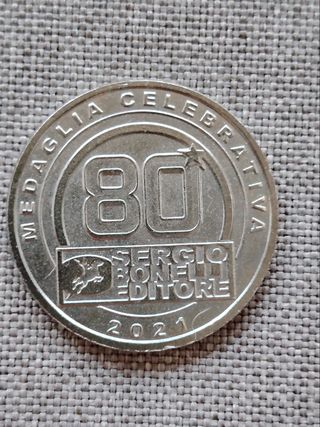 MEDAGLIA CELEBRATIVA
80
SERGIO
BONELLI
EDITORE
2021